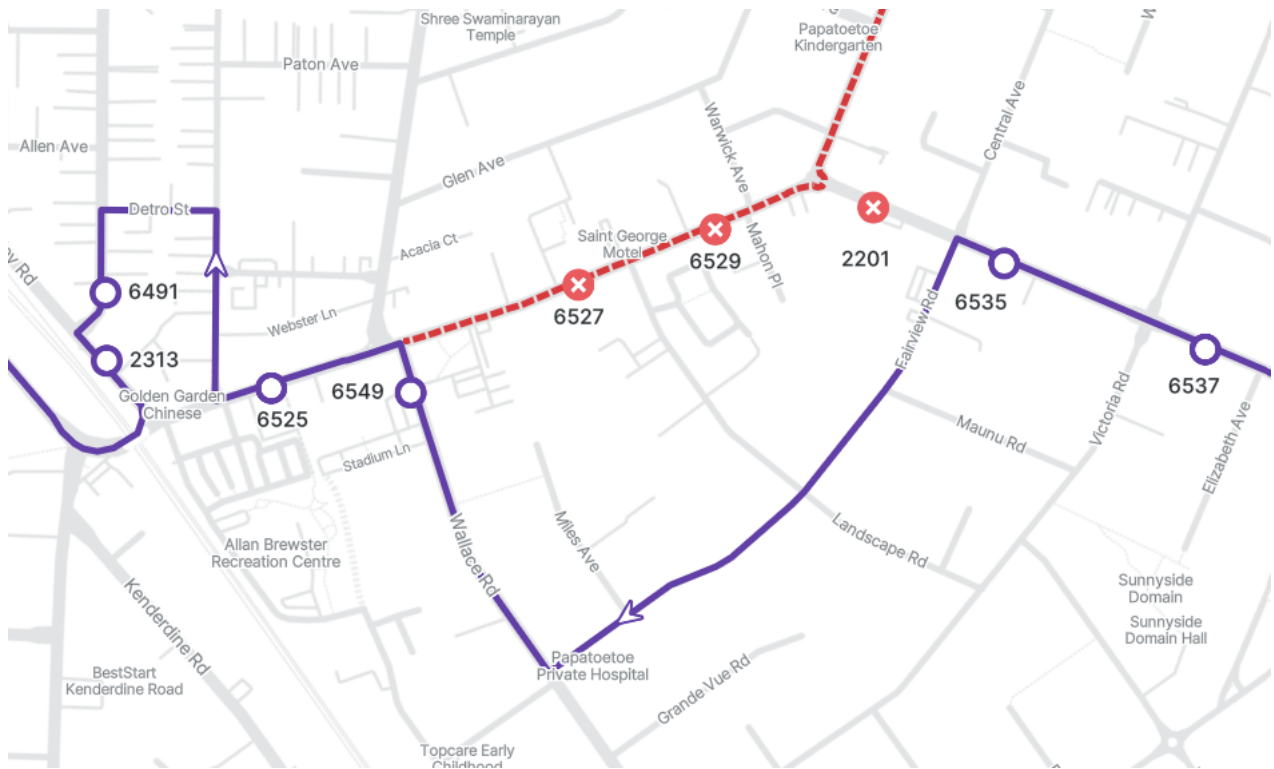 Shree Swaminarayan
Temple
Papatoetoe
Kindergarten
Paton Ave
Central Ave
Allen Ave
Warwick Ave
Glen Ave
Detro St
Acacia Ct
Saint George
Motel
Mahon Pl
6529
2201
6491
6535
6527
Webster Ln
Fairview Rd
2313
6549
6537
Golden Garden
Chinese
6525
Victoria Rd
Elizabeth Ave
Maunu Rd
Stadium Ln
Wallace Rd
Miles Ave
Landscape Rd
Allan Brewster
Recreation Centre
Sunnyside
Domain
Sunnyside
Domain Hall
Kenderdine Rd
BestStart
Kenderdine Road
Papatoetoe
Private Hospital
Grande Vue Rd
Topcare Early
Childhood